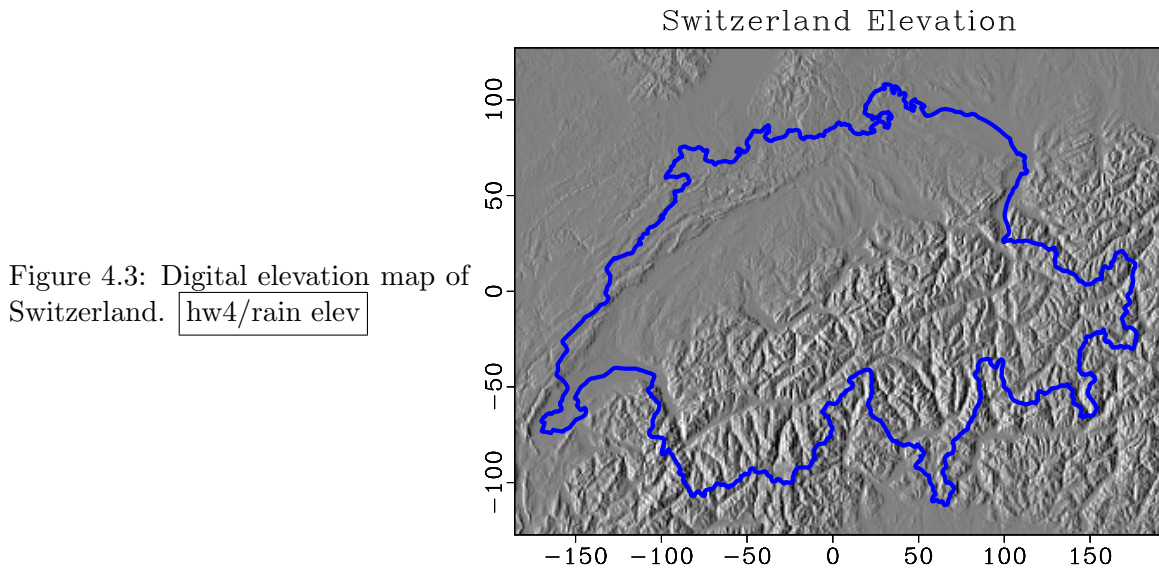 Switzerland Elevation
Figure 4.3: Digital elevation map of
Switzerland. hw4/rain elev
100
50
0
−50
−100
−150 −100 −50 0 50 100 150